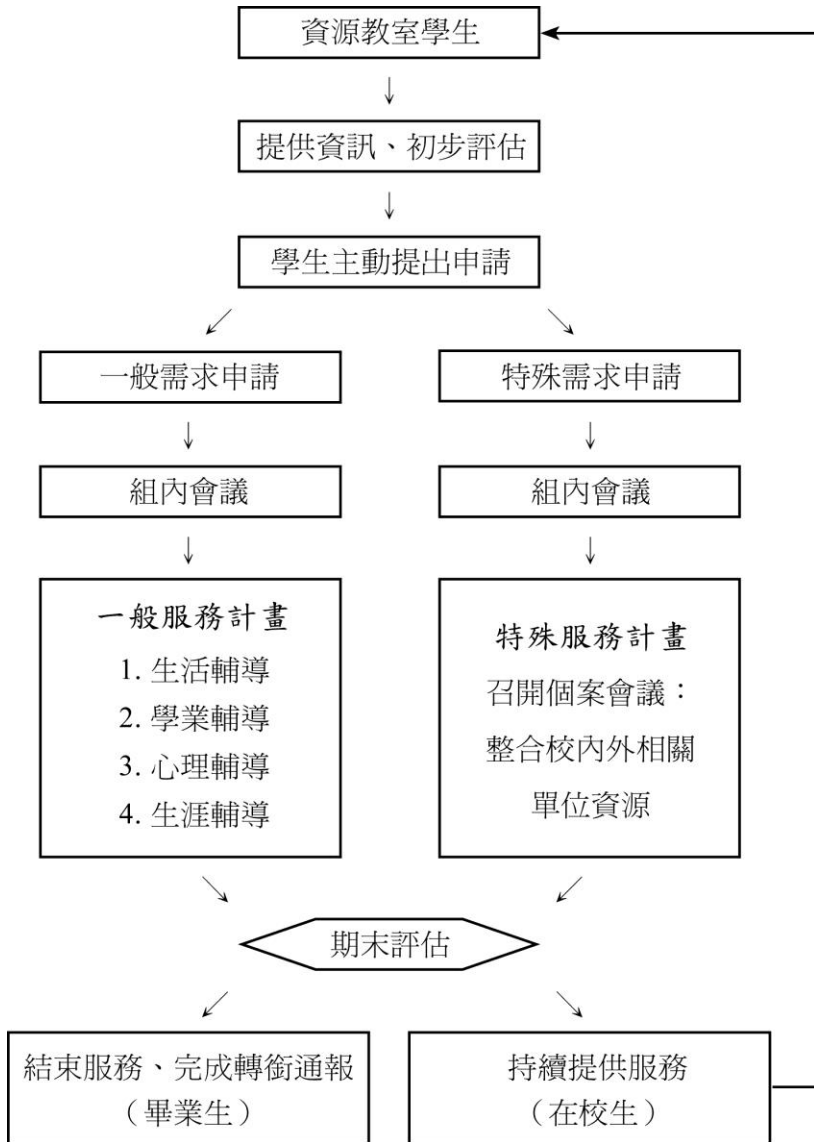 資源教室學生
提供資訊、初步評估
學生主動提出申請
一般需求申請
特殊需求申請
組內會議
組內會議
一般服務計畫
1. 生活輔導
2. 學業輔導
3. 心理輔導
4. 生涯輔導
特殊服務計畫
召開個案會議：
整合校內外相關
單位資源
期末評估
結束服務、完成轉銜通報
（畢業生）
持續提供服務
（在校生）